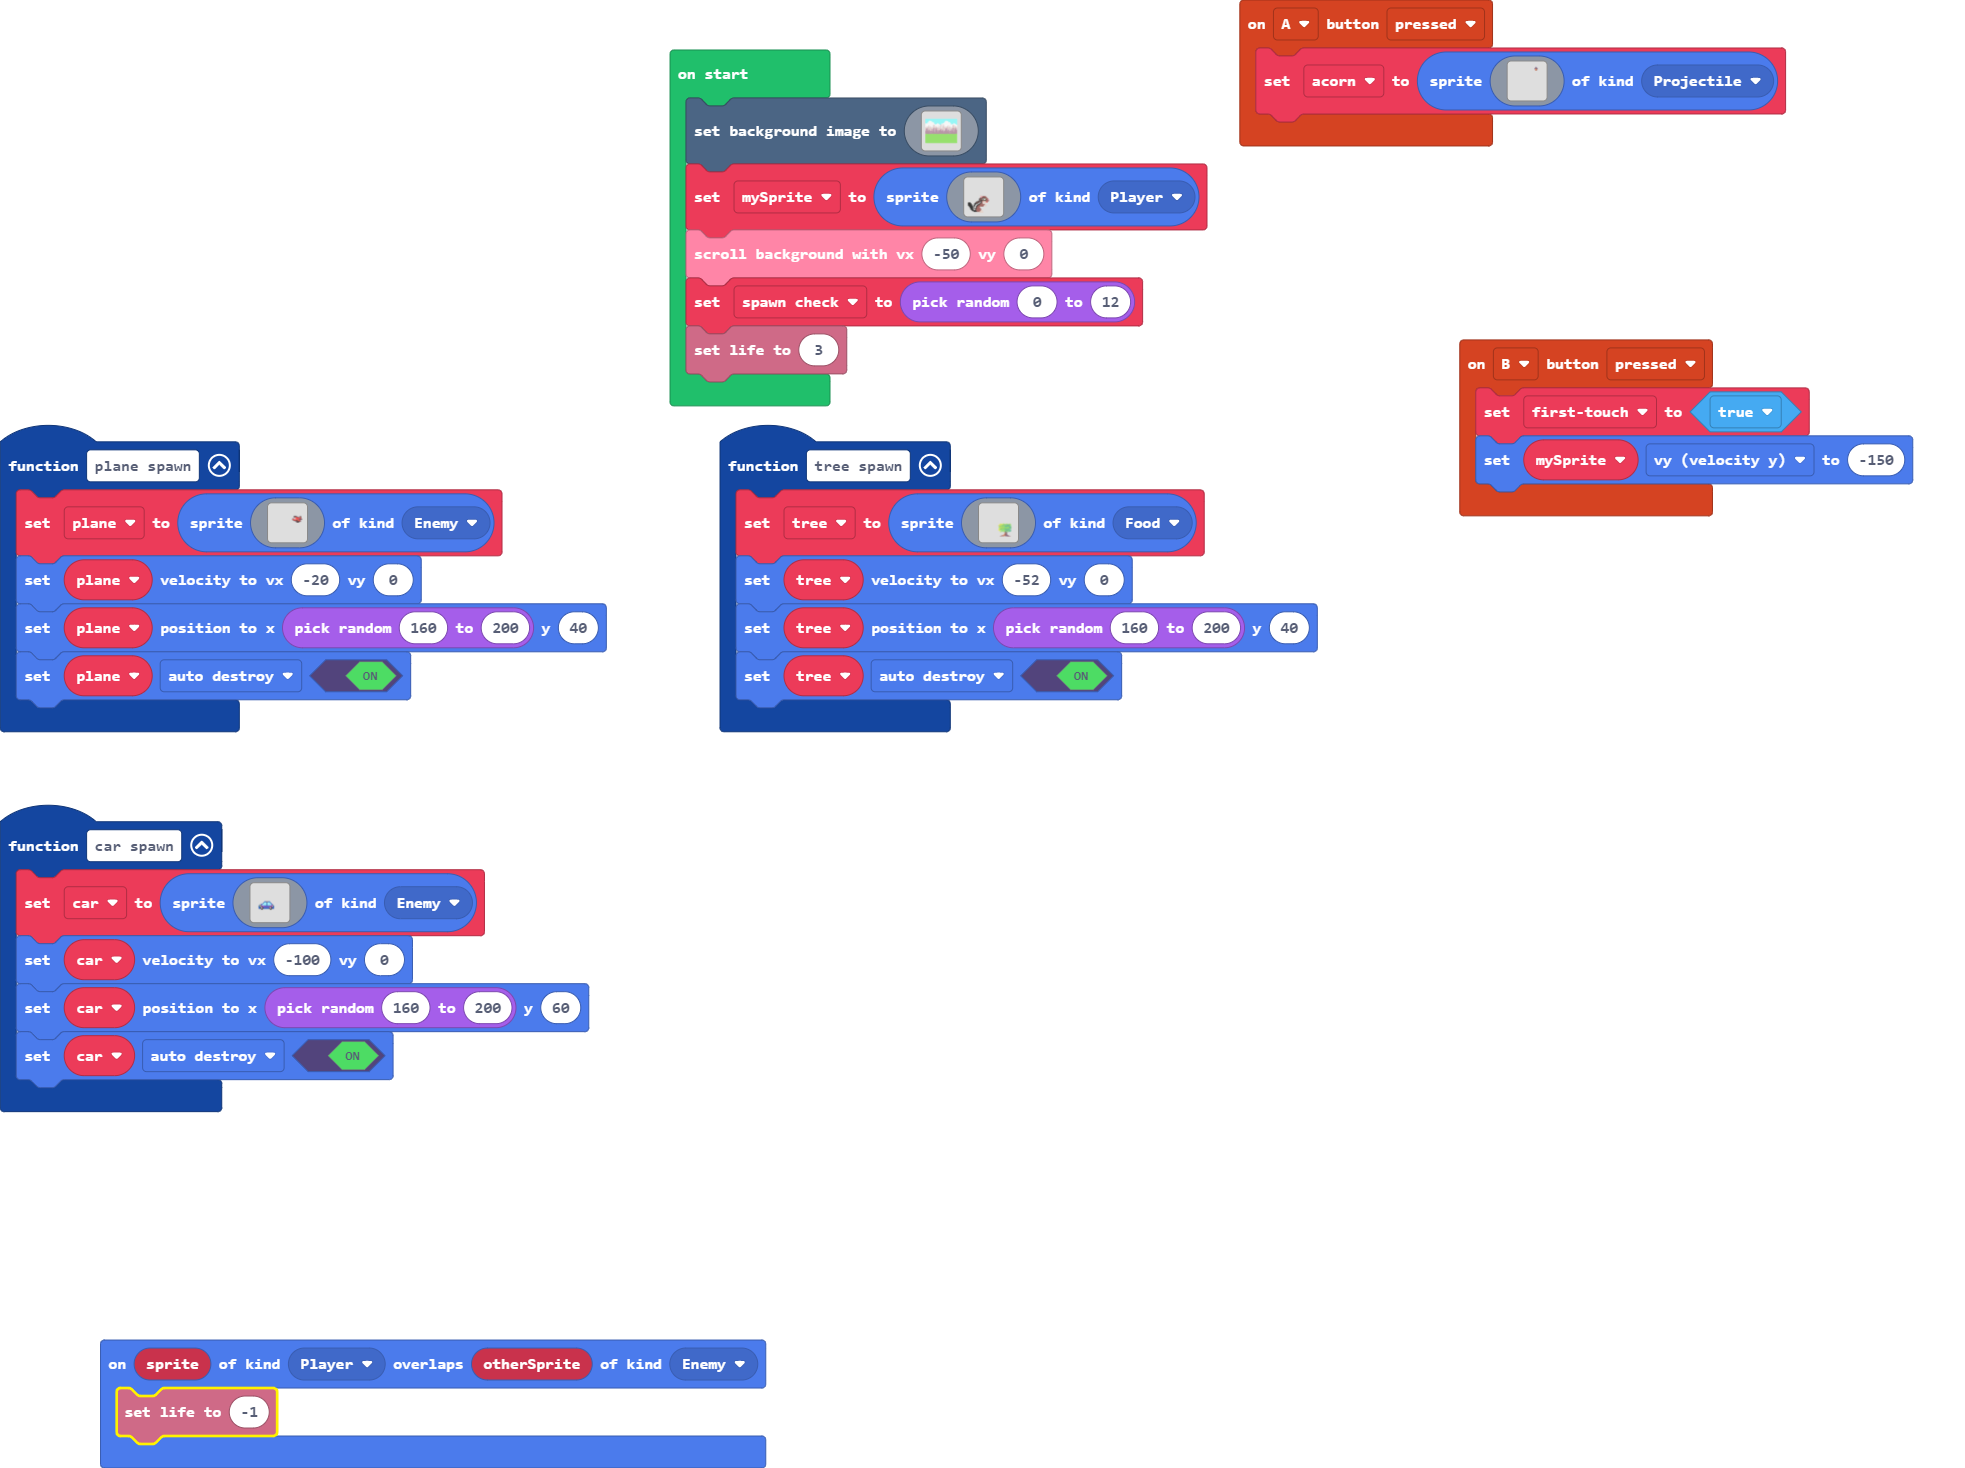 on A button pressed
set acorn to sprite of kind Projectile
on start
set background image to
set mySprite to sprite of kind Player
scroll background with vx -50 vy 0
set spawn check to pick random 0 to 12
set life to 3
on B button pressed
set first-touch to true
set mySprite vy (velocity y) to -150
function plane spawn
set plane to sprite of kind Enemy
set plane velocity to vx -20 vy 0
set plane position to x pick random 160 to 200 y 40
set plane auto destroy ON
function tree spawn
set tree to sprite of kind Food
set tree velocity to vx -52 vy 0
set tree position to x pick random 160 to 200 y 40
set tree auto destroy ON
function car spawn
set car to sprite of kind Enemy
set car velocity to vx -100 vy 0
set car position to x pick random 160 to 200 y 60
set car auto destroy ON
on sprite of kind Player overlaps otherSprite of kind Enemy
set life to -1